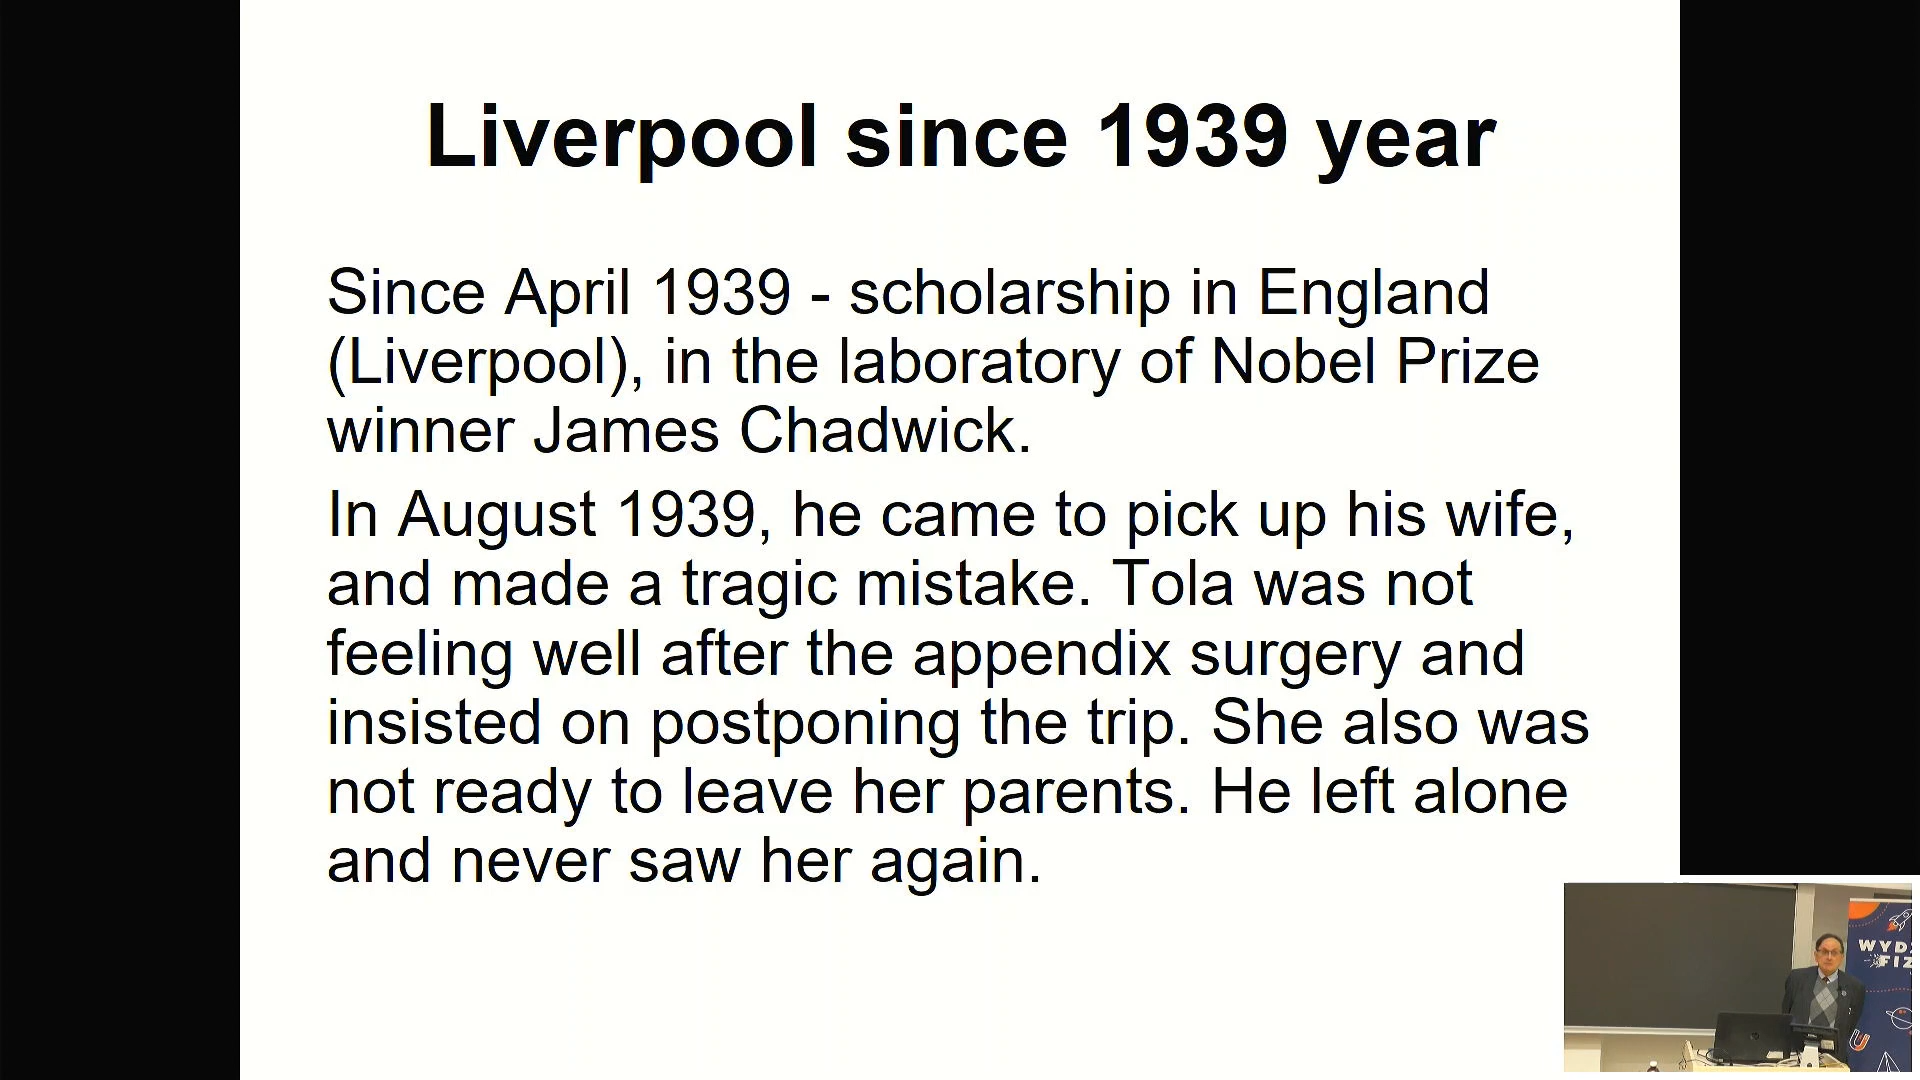 Liverpool since 1939 year
Since April 1939 - scholarship in England
(Liverpool), in the laboratory of Nobel Prize
winner James Chadwick.
In August 1939, he came to pick up his wife,
and made a tragic mistake. Tola was not
feeling well after the appendix surgery and
insisted on postponing the trip. She also was
not ready to leave her parents. He left alone
and never saw her again.
WYDZ
FIZ